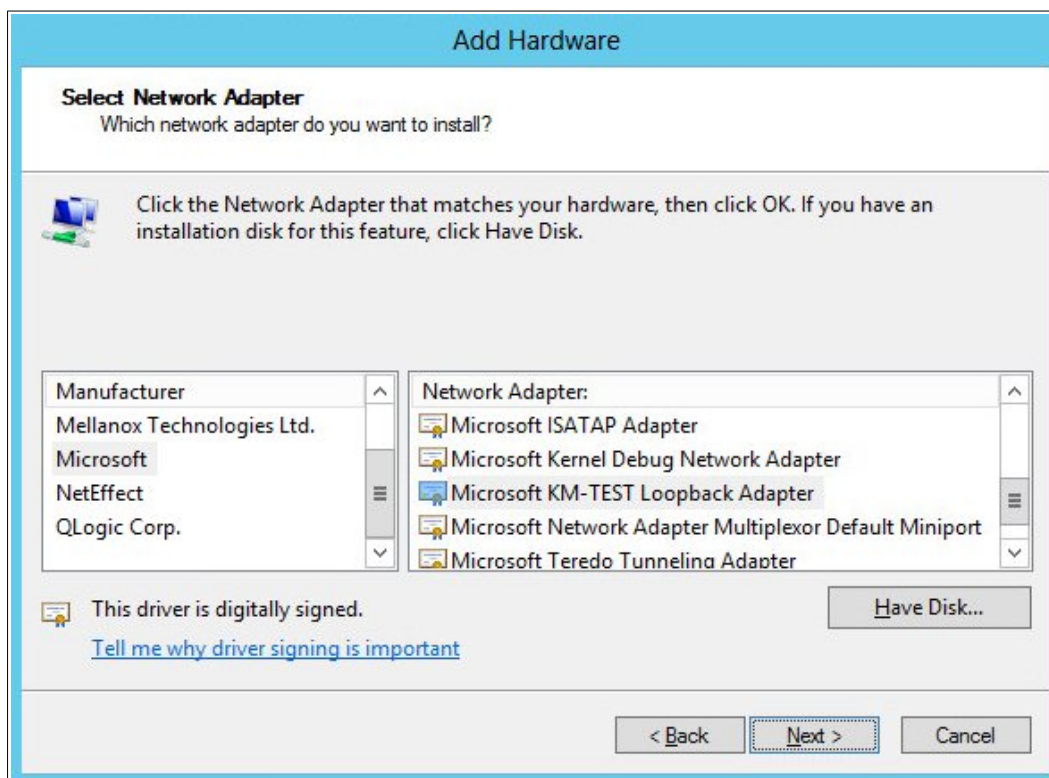 Add Hardware
Select Network Adapter
Which network adapter do you want to install?
Click the Network Adapter that matches your hardware, then click OK. If you have an
installation disk for this feature, click Have Disk.
Manufacturer
Mellanox Technologies Ltd.
Microsoft
NetEffect
QLogic Corp.
Network Adapter:
Microsoft ISATAP Adapter
Microsoft Kernel Debug Network Adapter
Microsoft KM-TEST Loopback Adapter
Microsoft Network Adapter Multiplexor Default Miniport
Microsoft Teredo Tunneling Adapter
This driver is digitally signed.
Have Disk...
Tell me why driver signing is important
< Back
Next >
Cancel